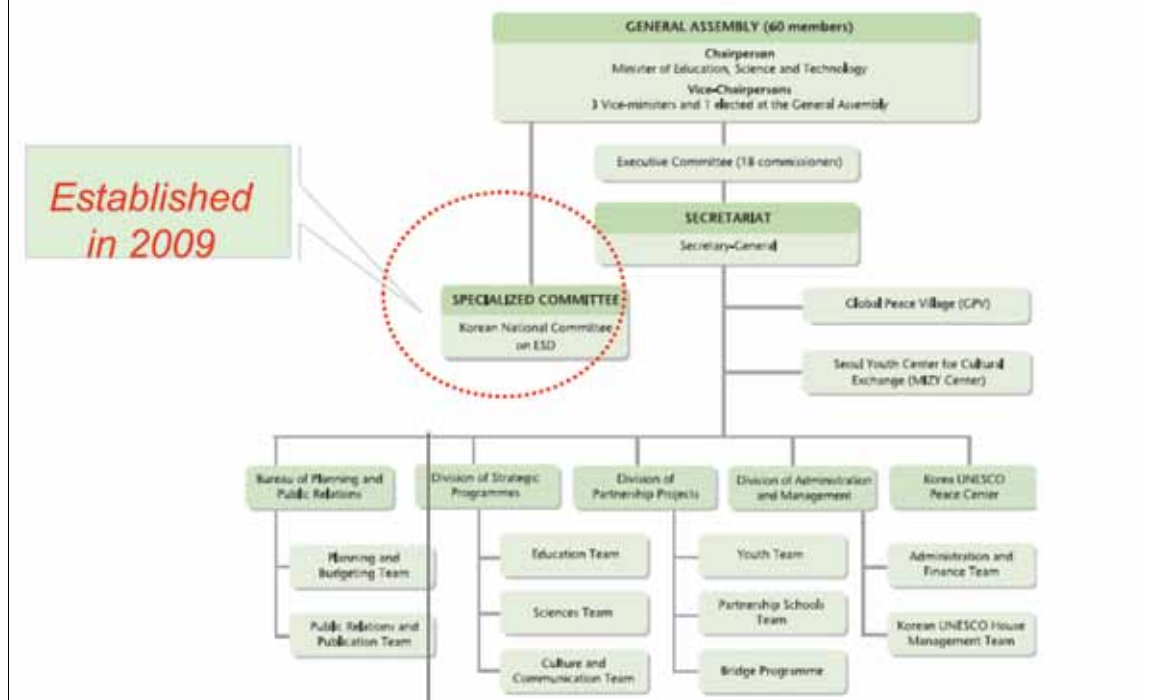 GENERAL ASSEMBLY (60 members)
Chairperson
Minister of Education, Science and Technology
Vice-Chairpersons
3 Vice-ministers and 1 elected at the General Assembly
Executive Committee (18 commissioners)
Established
in 2009
SECRETARIAT
Secretary-General
SPECIALIZED COMMITTEE
Korean National Committee
on ESD
Global Peace Village (GPV)
Seoul Youth Center for Cultural
Exchange (MIZY Center)
Bureau of Planning and
Public Relations
Division of Strategic
Programmes
Division of
Partnership Projects
Division of Administration
and Management
Korea UNESCO
Peace Center
Planning and
Budgeting Team
Public Relations and
Publication Team
Education Team
Sciences Team
Culture and
Communication Team
Youth Team
Partnership Schools
Team
Bridge Programme
Administration and
Finance Team
Korean UNESCO House
Management Team